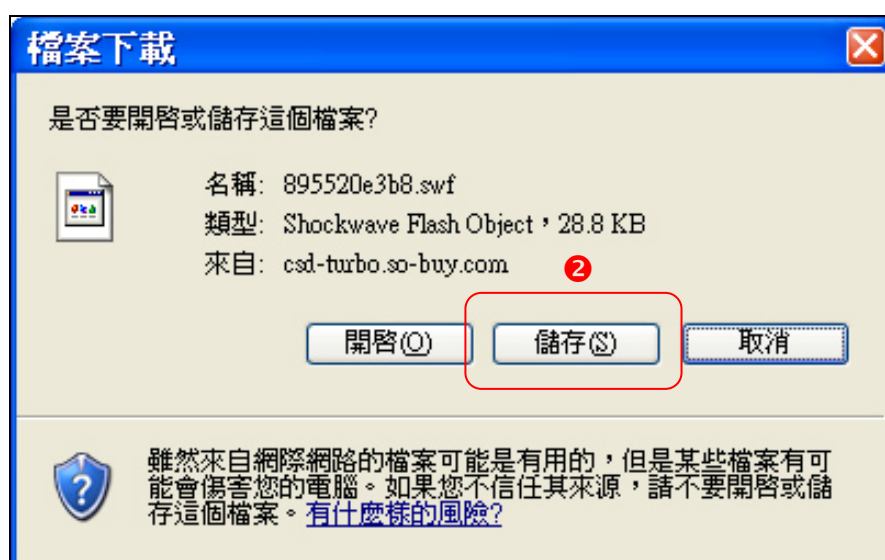 檔案下載
是否要開啓或儲存這個檔案?
名稱: 895520e3b8.swf
類型: Shockwave Flash Object，28.8 KB
來自: csd-turbo.so-buy.com
❷
開啓(O) 儲存(S) 取消
雖然來自網際網路的檔案可能是有用的，但是某些檔案有可
能會傷害您的電腦。如果您不信任其來源，請不要開啓或儲
存這個檔案。有什麼樣的風險?